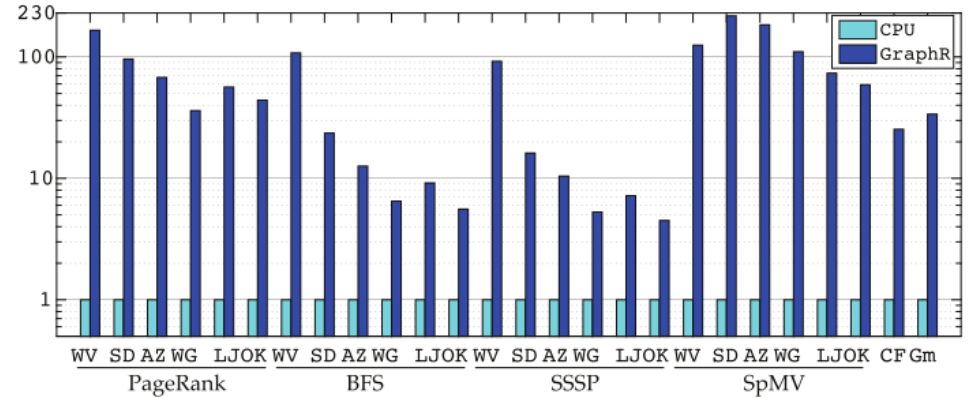 230
100
10
1
CPU
GraphR
WV SD AZ WG LJ OK WV SD AZ WG LJ OK WV SD AZ WG LJ OK WV SD AZ WG LJ OK CF Gm
PageRank BFS SSSP SpMV